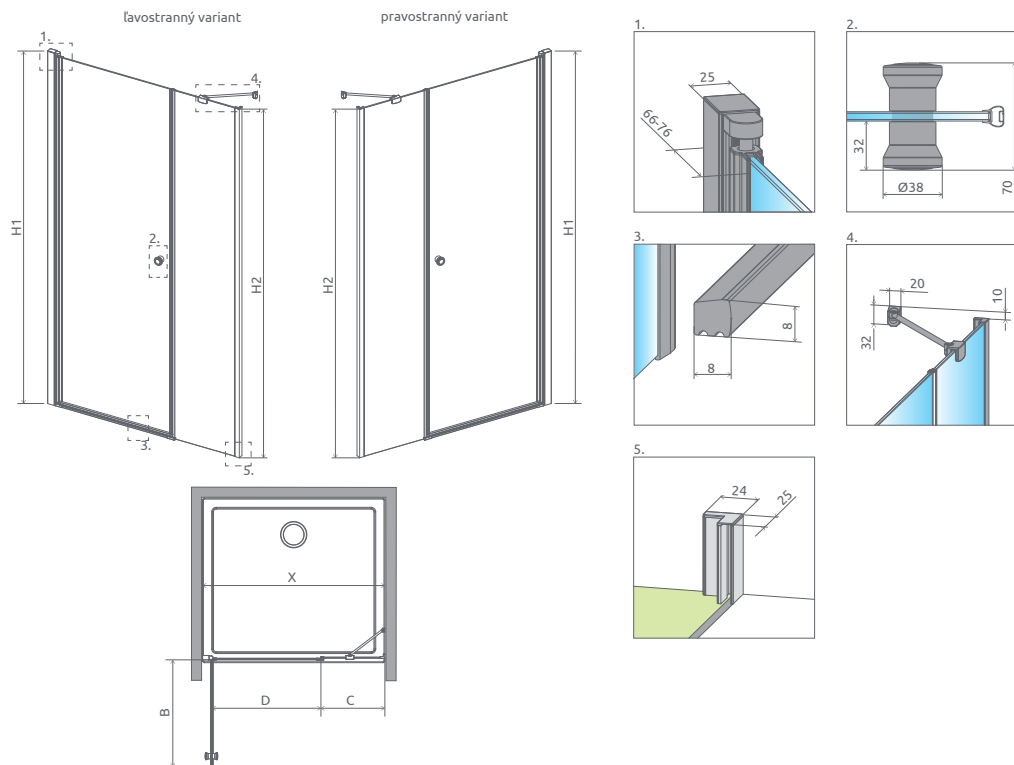 ľavostranný variant
pravostranný variant
1.
4.
H1
2.
H2
3.
5.
H2
H1
X
D
C
B
1.
25
66-76
2.
32
Ø38
70
3.
8
8
4.
20
10
32
5.
24
25